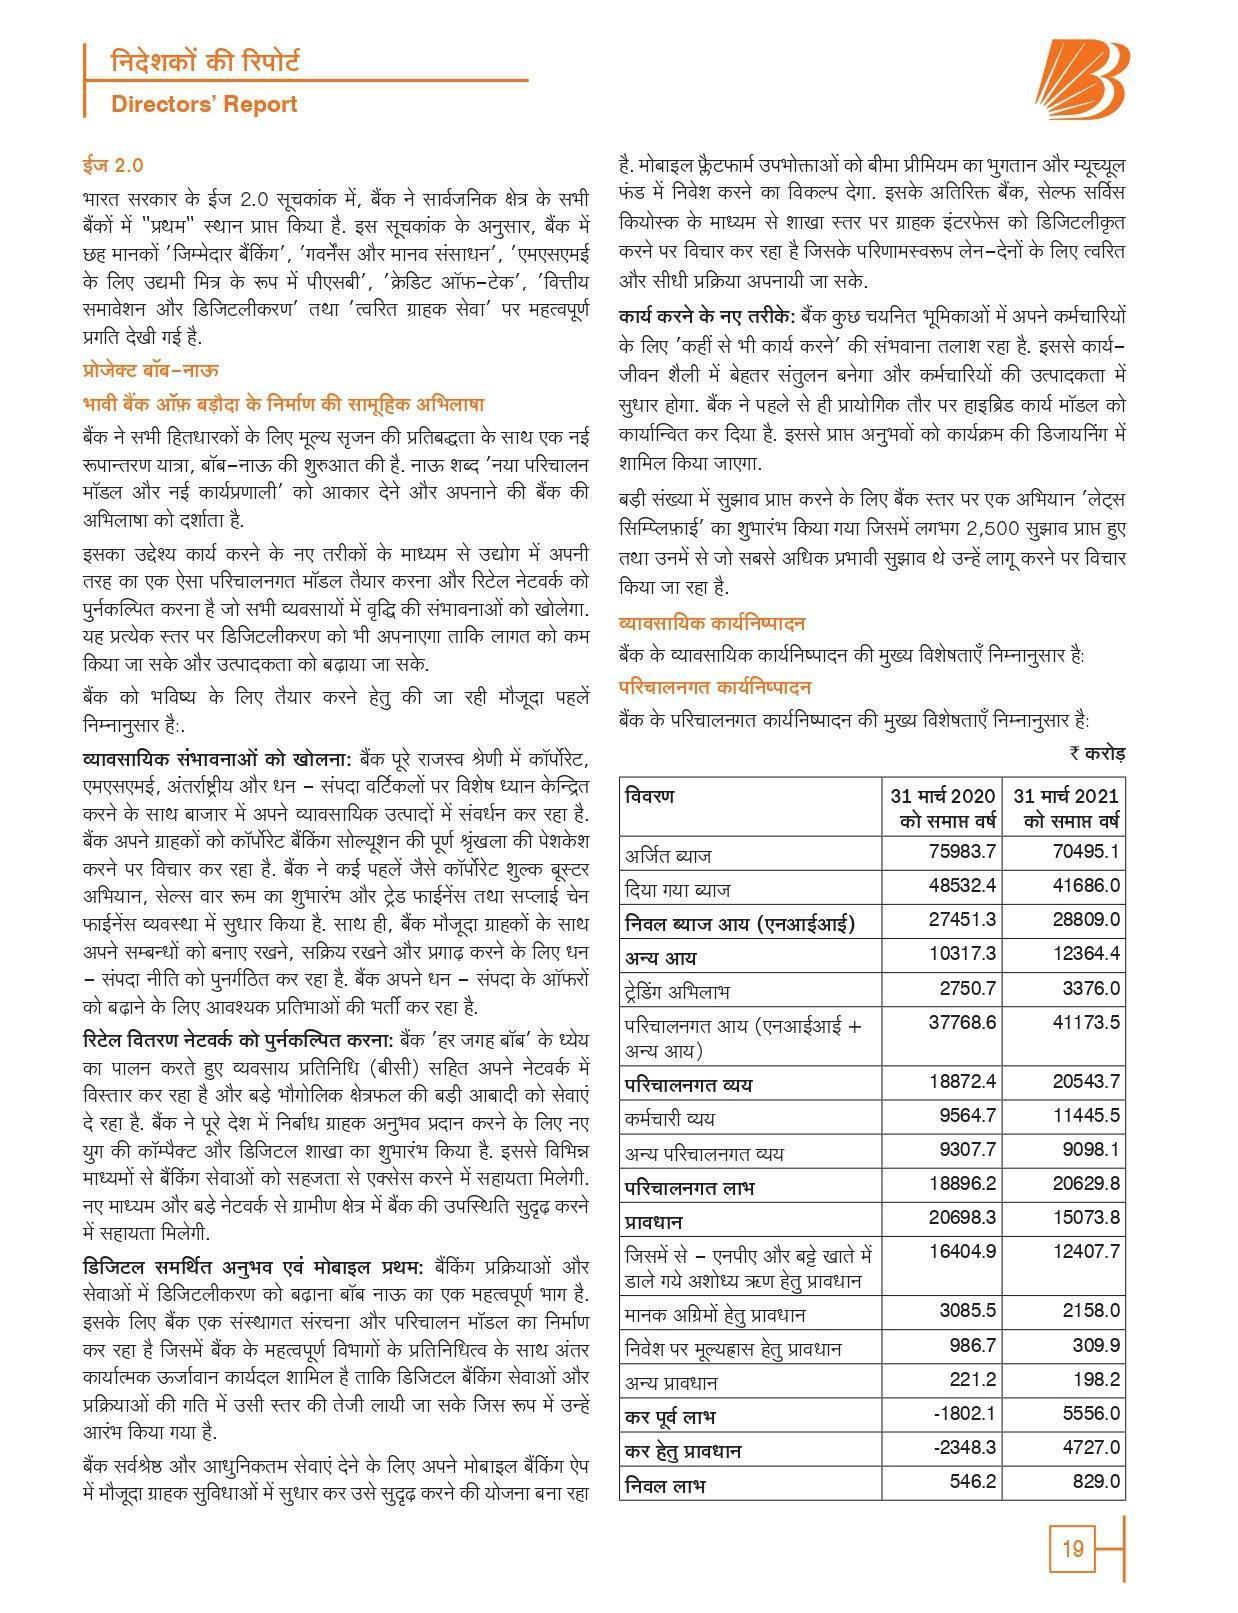 निदेशकों की रिपोर्ट
Directors' Report
ईज 2.0
भारत सरकार के ईज 2.0 सूचकांक में, बैंक ने सार्वजनिक क्षेत्र के सभी
बैंकों में "प्रथम" स्थान प्राप्त किया है. इस सूचकांक के अनुसार, बैंक में
छह मानकों 'जिम्मेदार बैंकिंग', 'गवर्नेंस और मानव संसाधन', 'एमएसएमई
के लिए उद्यमी मित्र के रूप में पीएसबी', 'क्रेडिट ऑफ-टेक', 'वित्तीय
समावेशन और डिजिटलीकरण' तथा 'त्वरित ग्राहक सेवा' पर महत्वपूर्ण
प्रगति देखी गई है.
प्रोजेक्ट बॉब-नाऊ
भावी बैंक ऑफ़ बड़ौदा के निर्माण की सामूहिक अभिलाषा
बैंक ने सभी हितधारकों के लिए मूल्य सृजन की प्रतिबद्धता के साथ एक नई
रूपान्तरण यात्रा, बॉब-नाऊ की शुरुआत की है. नाऊ शब्द 'नया परिचालन
मॉडल और नई कार्यप्रणाली' को आकार देने और अपनाने की बैंक की
अभिलाषा को दर्शाता है.
इसका उद्देश्य कार्य करने के नए तरीकों के माध्यम से उद्योग में अपनी
तरह का एक ऐसा परिचालनगत मॉडल तैयार करना और रिटेल नेटवर्क को
पुर्नकल्पित करना है जो सभी व्यवसायों में वृद्धि की संभावनाओं को खोलेगा.
यह प्रत्येक स्तर पर डिजिटलीकरण को भी अपनाएगा ताकि लागत को कम
किया जा सके और उत्पादकता को बढ़ाया जा सके.
बैंक को भविष्य के लिए तैयार करने हेतु की जा रही मौजूदा पहलें
निम्नानुसार है:.
व्यावसायिक संभावनाओं को खोलना: बैंक पूरे राजस्व श्रेणी में कॉर्पोरेट,
एमएसएमई, अंतर्राष्ट्रीय और धन - संपदा वर्टिकलों पर विशेष ध्यान केन्द्रित
करने के साथ बाजार में अपने व्यावसायिक उत्पादों में संवर्धन कर रहा है.
बैंक अपने ग्राहकों को कॉर्पोरेट बैंकिंग सोल्यूशन की पूर्ण श्रृंखला की पेशकेश
करने पर विचार कर रहा है. बैंक ने कई पहलें जैसे कॉर्पोरेट शुल्क बूस्टर
अभियान, सेल्स वार रूम का शुभारंभ और ट्रेड फाईनेंस तथा सप्लाई चेन
फाईनेंस व्यवस्था में सुधार किया है. साथ ही, बैंक मौजूदा ग्राहकों के साथ
अपने सम्बन्धों को बनाए रखने, सक्रिय रखने और प्रगाढ़ करने के लिए धन
- संपदा नीति को पुनर्गठित कर रहा है. बैंक अपने धन - संपदा के ऑफरों
को बढ़ाने के लिए आवश्यक प्रतिभाओं की भर्ती कर रहा है.
रिटेल वितरण नेटवर्क को पुर्नकल्पित करना: बैंक 'हर जगह बॉब' के ध्येय
का पालन करते हुए व्यवसाय प्रतिनिधि (बीसी) सहित अपने नेटवर्क में
विस्तार कर रहा है और बड़े भौगोलिक क्षेत्रफल की बड़ी आबादी को सेवाएं
दे रहा है. बैंक ने पूरे देश में निर्बाध ग्राहक अनुभव प्रदान करने के लिए नए
युग की कॉम्पैक्ट और डिजिटल शाखा का शुभारंभ किया है. इससे विभिन्न
माध्यमों से बैंकिंग सेवाओं को सहजता से एक्सेस करने में सहायता मिलेगी.
नए माध्यम और बड़े नेटवर्क से ग्रामीण क्षेत्र में बैंक की उपस्थिति सुदृढ़ करने
में सहायता मिलेगी.
डिजिटल समर्थित अनुभव एवं मोबाइल प्रथम: बैंकिंग प्रक्रियाओं और
सेवाओं में डिजिटलीकरण को बढ़ाना बॉब नाऊ का एक महत्वपूर्ण भाग है.
इसके लिए बैंक एक संस्थागत संरचना और परिचालन मॉडल का निर्माण
कर रहा है जिसमें बैंक के महत्वपूर्ण विभागों के प्रतिनिधित्व के साथ अंतर
कार्यात्मक ऊर्जावान कार्यदल शामिल है ताकि डिजिटल बैंकिंग सेवाओं और
प्रक्रियाओं की गति में उसी स्तर की तेजी लायी जा सके जिस रूप में उन्हें
आरंभ किया गया है.
बैंक सर्वश्रेष्ठ और आधुनिकतम सेवाएं देने के लिए अपने मोबाइल बैंकिंग ऐप
में मौजूदा ग्राहक सुविधाओं में सुधार कर उसे सुदृढ़ करने की योजना बना रहा
है. मोबाइल प्लैटफार्म उपभोक्ताओं को बीमा प्रीमियम का भुगतान और म्यूच्यूल
फंड में निवेश करने का विकल्प देगा. इसके अतिरिक्त बैंक, सेल्फ सर्विस
कियोस्क के माध्यम से शाखा स्तर पर ग्राहक इंटरफेस को डिजिटलीकृत
करने पर विचार कर रहा है जिसके परिणामस्वरूप लेन-देनों के लिए त्वरित
और सीधी प्रक्रिया अपनायी जा सके.
कार्य करने के नए तरीके: बैंक कुछ चयनित भूमिकाओं में अपने कर्मचारियों
के लिए 'कहीं से भी कार्य करने' की संभवाना तलाश रहा है. इससे कार्य-
जीवन शैली में बेहतर संतुलन बनेगा और कर्मचारियों की उत्पादकता में
सुधार होगा. बैंक ने पहले से ही प्रायोगिक तौर पर हाइब्रिड कार्य मॉडल को
कार्यान्वित कर दिया है. इससे प्राप्त अनुभवों को कार्यक्रम की डिजायनिंग में
शामिल किया जाएगा.
बड़ी संख्या में सुझाव प्राप्त करने के लिए बैंक स्तर पर एक अभियान 'लेट्स
सिम्प्लिफ़ाई' का शुभारंभ किया गया जिसमें लगभग 2,500 सुझाव प्राप्त हुए
तथा उनमें से जो सबसे अधिक प्रभावी सुझाव थे उन्हें लागू करने पर विचार
किया जा रहा है.
व्यावसायिक कार्यनिष्पादन
बैंक के व्यावसायिक कार्यनिष्पादन की मुख्य विशेषताएँ निम्नानुसार है:
परिचालनगत कार्यनिष्पादन
बैंक के परिचालनगत कार्यनिष्पादन की मुख्य विशेषताएँ निम्नानुसार है:
₹ करोड़
विवरण 31 मार्च 2020 31 मार्च 2021
को समाप्त वर्ष को समाप्त वर्ष
अर्जित ब्याज 75983.7 70495.1
दिया गया ब्याज 48532.4 41686.0
निवल ब्याज आय (एनआईआई) 27451.3 28809.0
अन्य आय 10317.3 12364.4
ट्रेडिंग अभिलाभ 2750.7 3376.0
परिचालनगत आय (एनआईआई + 37768.6 41173.5
अन्य आय)
परिचालनगत व्यय 18872.4 20543.7
कर्मचारी व्यय 9564.7 11445.5
अन्य परिचालनगत व्यय 9307.7 9098.1
परिचालनगत लाभ 18896.2 20629.8
प्रावधान 20698.3 15073.8
जिसमें से - एनपीए और बट्टे खाते में 16404.9 12407.7
डाले गये अशोध्य ऋण हेतु प्रावधान
मानक अग्रिमों हेतु प्रावधान 3085.5 2158.0
निवेश पर मूल्यह्रास हेतु प्रावधान 986.7 309.9
अन्य प्रावधान 221.2 198.2
कर पूर्व लाभ -1802.1 5556.0
कर हेतु प्रावधान -2348.3 4727.0
निवल लाभ 546.2 829.0
19